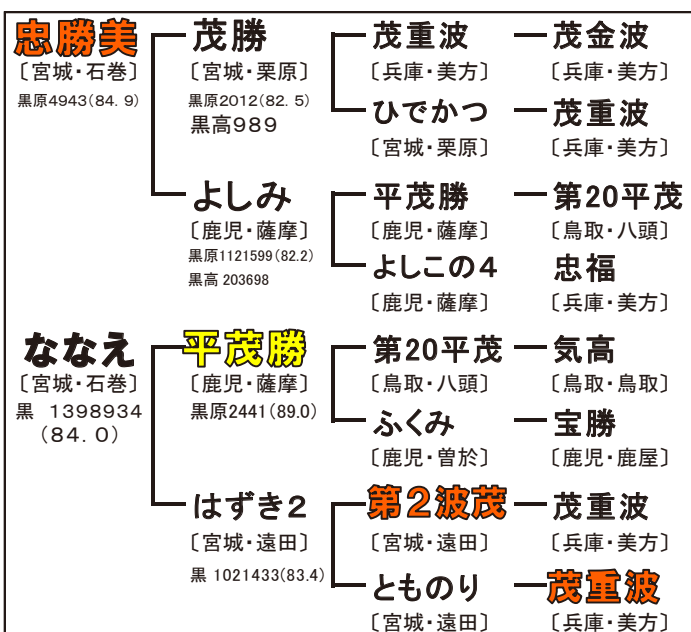 忠勝美
〔宮城・石巻〕
黒原4943(84.9)
茂勝
〔宮城・栗原〕
黒原2012(82.5)
黒高989
茂重波
〔兵庫・美方〕
茂金波
〔兵庫・美方〕
ひでかつ
〔宮城・栗原〕
茂重波
〔兵庫・美方〕
よしみ
〔鹿児・薩摩〕
黒原1121599(82.2)
黒高 203698
平茂勝
〔鹿児・薩摩〕
第20平茂
〔鳥取・八頭〕
よしこの4
〔鹿児・薩摩〕
忠福
〔兵庫・美方〕
ななえ
〔宮城・石巻〕
黒 1398934
(84.0)
平茂勝
〔鹿児・薩摩〕
黒原2441(89.0)
第20平茂
〔鳥取・八頭〕
気高
〔鳥取・鳥取〕
ふくみ
〔鹿児・曽於〕
宝勝
〔鹿児・鹿屋〕
はずき2
〔宮城・遠田〕
黒 1021433(83.4)
第2波茂
〔宮城・遠田〕
茂重波
〔兵庫・美方〕
とものり
〔宮城・遠田〕
茂重波
〔兵庫・美方〕